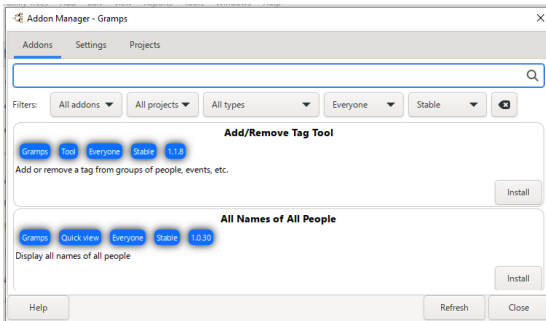 Addon Manager - Gramps
Addons Settings Projects
Filters: All addons All projects All types Everyone Stable
Add/Remove Tag Tool
Gramps Tool Everyone Stable 1.1.8
Add or remove a tag from groups of people, events, etc.
Install
All Names of All People
Gramps Quick view Everyone Stable 1.0.30
Display all names of all people
Install
Help Refresh Close